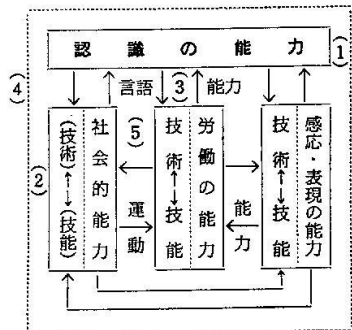 認識の能力
(1)
(4)
言語
(3)
能力
(2)
(技術)↔(技能)
社会的能力
(5)
運動
技術↔技能
労働の能力
能力
技術↔技能
感応・表現の能力